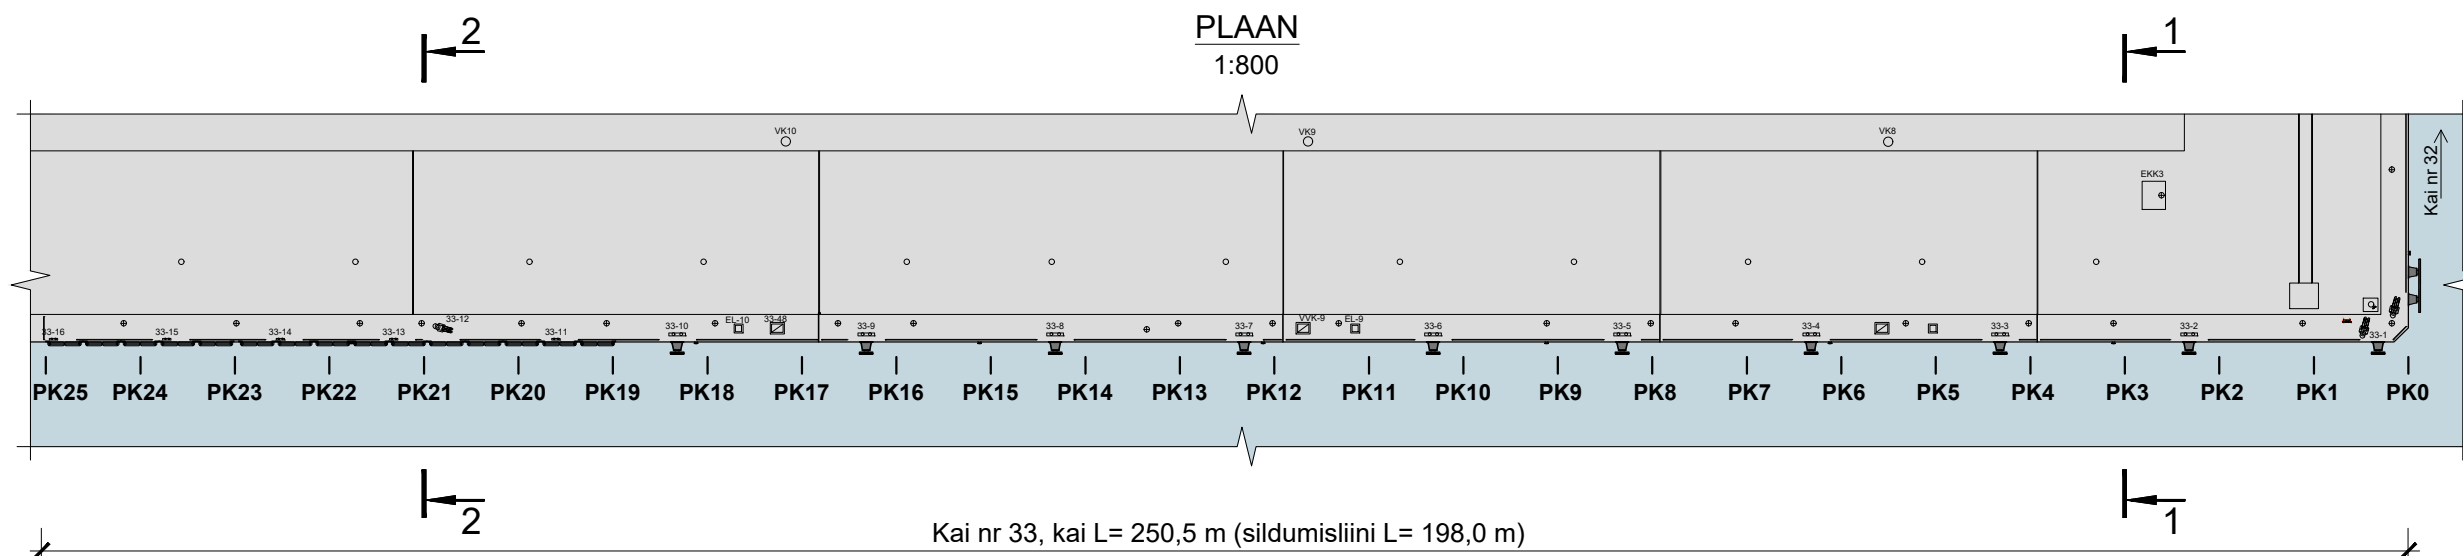 2
PLAAN
1:800
1
VK10
VK9
VK8
Kai nr 32
EKK3
33-16
33-15
33-14
33-13
33-12
33-11
33-10
EL-10
33-48
33-9
33-8
33-7
VVK-9
EL-9
33-6
33-5
33-4
33-3
33-2
33-1
PK25 PK24 PK23 PK22 PK21 PK20 PK19 PK18 PK17 PK16 PK15 PK14 PK13 PK12 PK11 PK10 PK9 PK8 PK7 PK6 PK5 PK4 PK3 PK2 PK1 PK0
2
1
Kai nr 33, kai L= 250,5 m (sildumisliini L= 198,0 m)